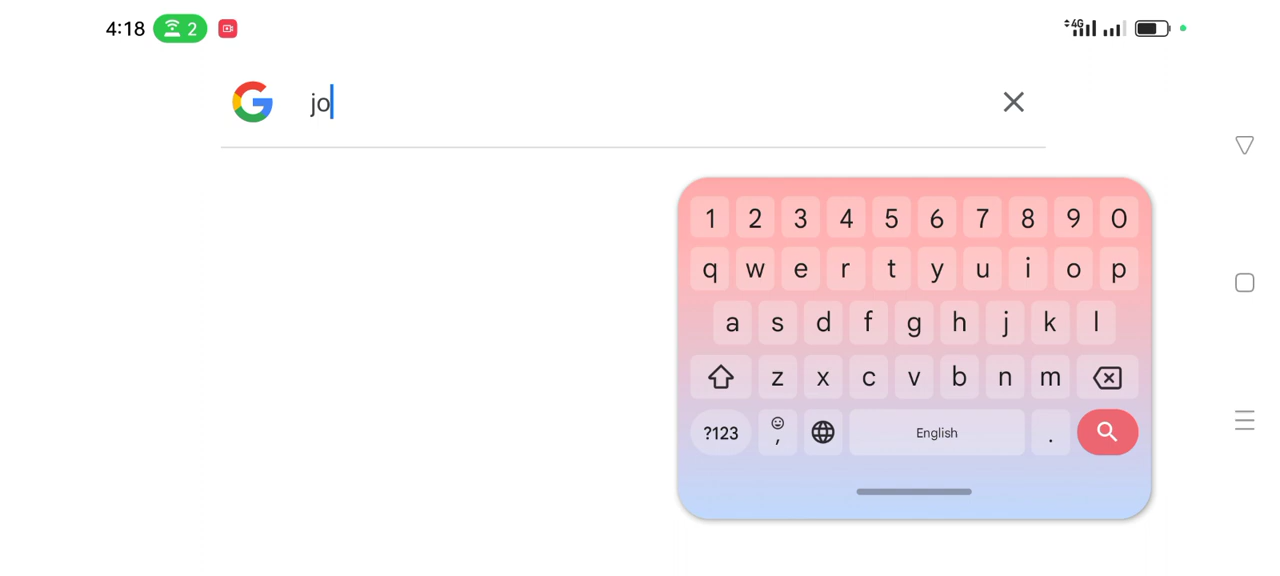 4:18 2 4G
jo
1 2 3 4 5 6 7 8 9 0
q w e r t y u i o p
a s d f g h j k l
z x c v b n m
?123 , English .